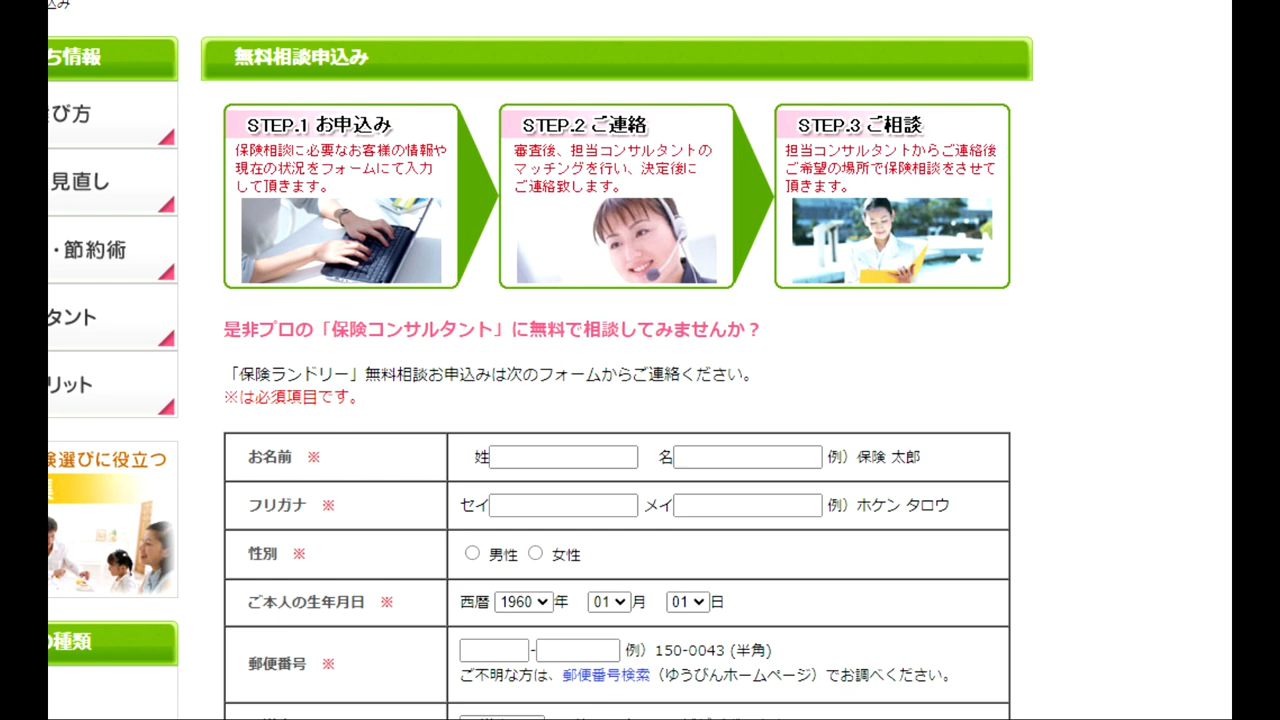 込み
ち情報
び方
見直し
・節約術
タント
リット
険選びに役立つ
集
の種類
無料相談申込み
STEP.1 お申込み
保険相談に必要なお客様の情報や
現在の状況をフォームにて入力
して頂きます。
STEP.2 ご連絡
審査後、担当コンサルタントの
マッチングを行い、決定後に
ご連絡致します。
STEP.3 ご相談
担当コンサルタントからご連絡後
ご希望の場所で保険相談をさせて
頂きます。
是非プロの「保険コンサルタント」に無料で相談してみませんか？
「保険ランドリー」無料相談お申込みは次のフォームからご連絡ください。
※は必須項目です。
お名前 ※ 姓 名 例）保険 太郎
フリガナ ※ セイ メイ 例）ホケン タロウ
性別 ※ 男性 女性
ご本人の生年月日 ※ 西暦 1960 年 01 月 01 日
郵便番号 ※ - 例）150-0043 (半角)
ご不明な方は、郵便番号検索（ゆうびんホームページ）でお調べください。